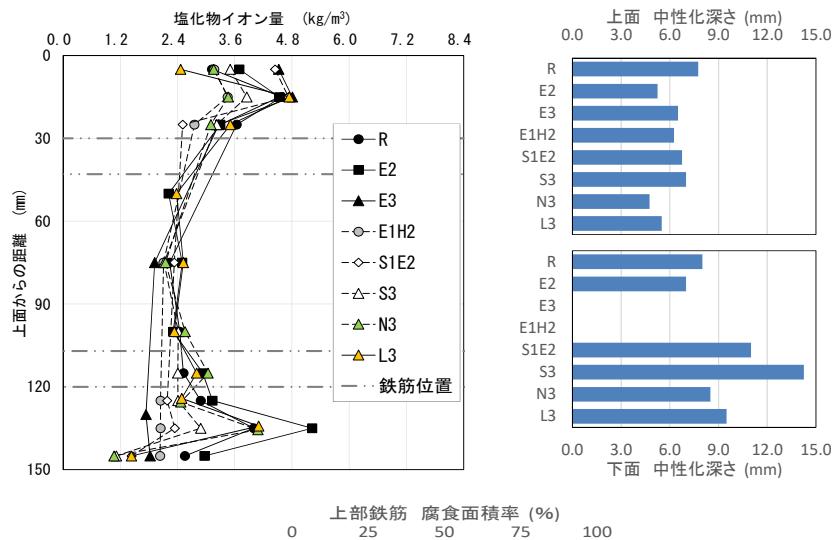 塩化物イオン量 (kg/m³)
0.0 1.2 2.4 3.6 4.8 6.0 7.2 8.4
0
30
60
90
120
150
上面からの距離 (mm)
R
E2
E3
E1H2
S1E2
S3
N3
L3
鉄筋位置
上面 中性化深さ (mm)
0.0 3.0 6.0 9.0 12.0 15.0
R
E2
E3
E1H2
S1E2
S3
N3
L3
R
E2
E3
E1H2
S1E2
S3
N3
L3
0.0 3.0 6.0 9.0 12.0 15.0
下面 中性化深さ (mm)
上部鉄筋 腐食面積率 (%)
0 25 50 75 100